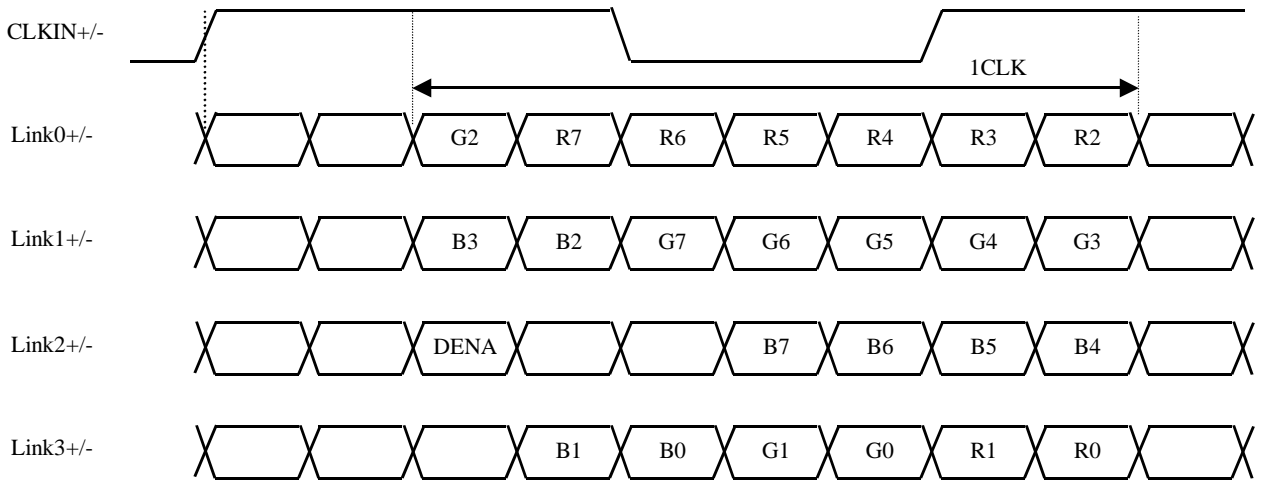 CLKIN+/-
1CLK
Link0+/- G2 R7 R6 R5 R4 R3 R2
Link1+/- B3 B2 G7 G6 G5 G4 G3
Link2+/- DENA B7 B6 B5 B4
Link3+/- B1 B0 G1 G0 R1 R0